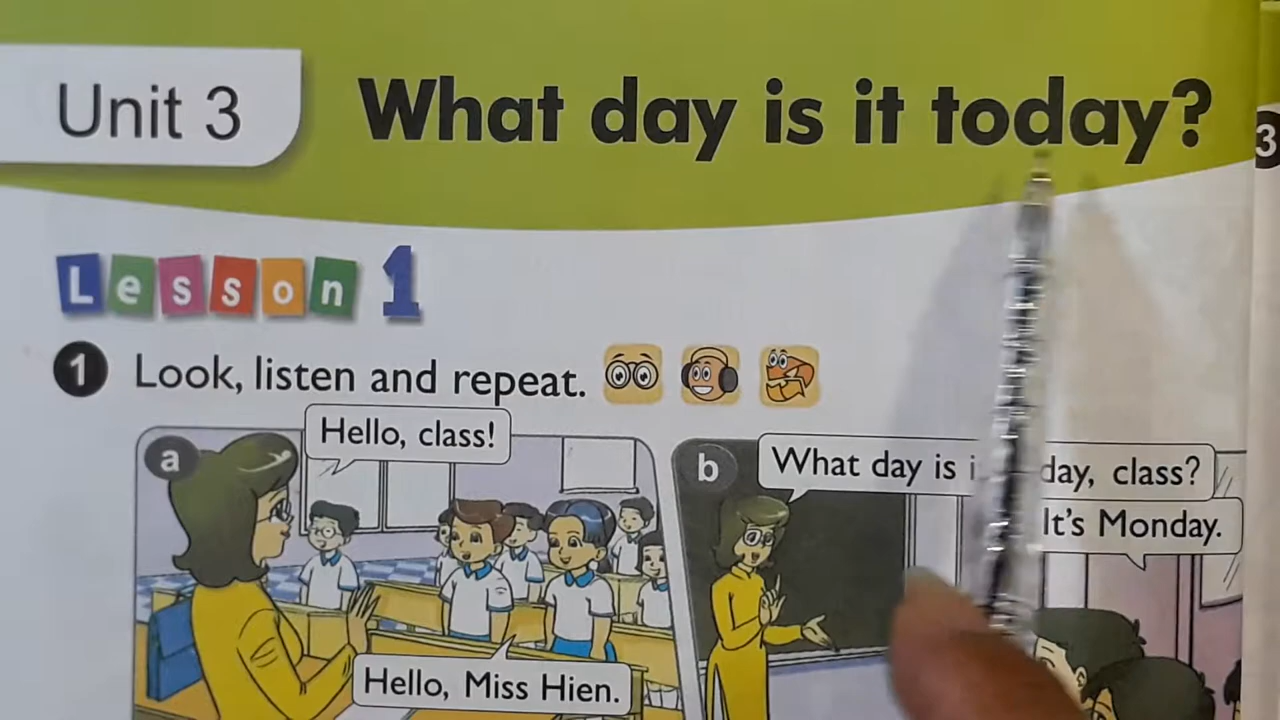 Unit 3
What day is it today?
3
Lesson 1
1 Look, listen and repeat.
a
Hello, class!
Hello, Miss Hien.
b
What day is i day, class?
It's Monday.